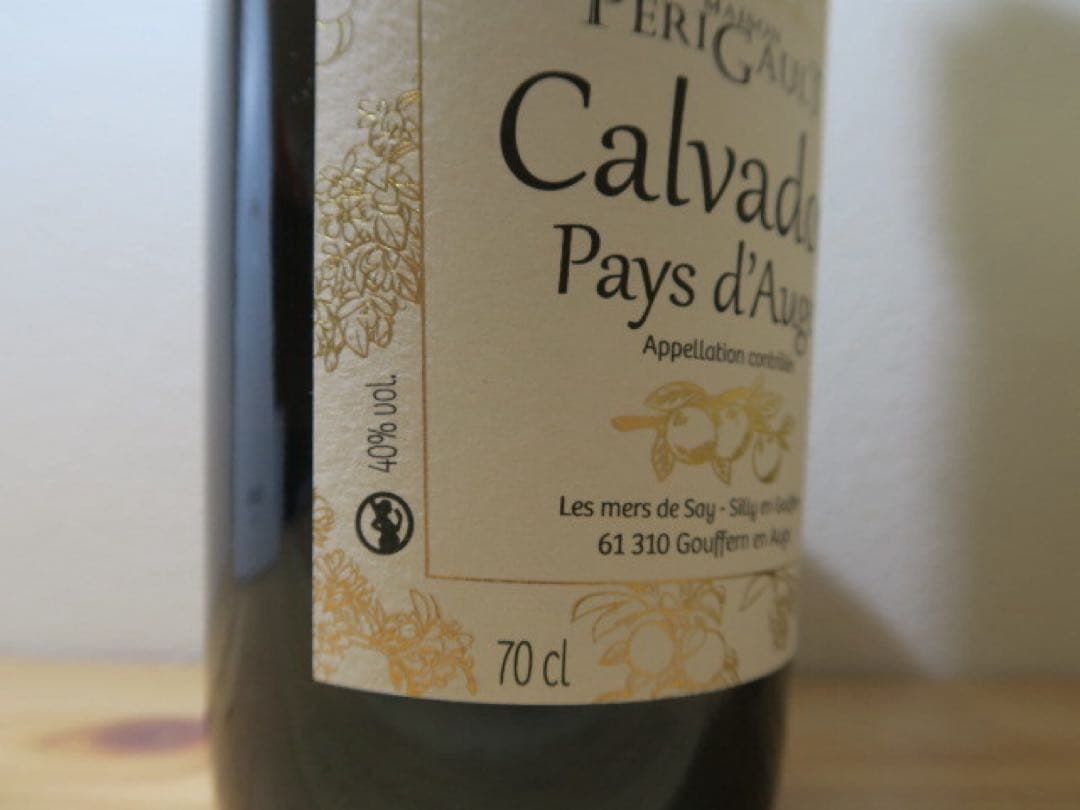 MAISON
PERIGAULT
Calvado
Pays d'Aug
Appellation contrôlée
40% vol.
Les mers de Say - Silly en Gouffern
61 310 Gouffern en Auge
70 cl